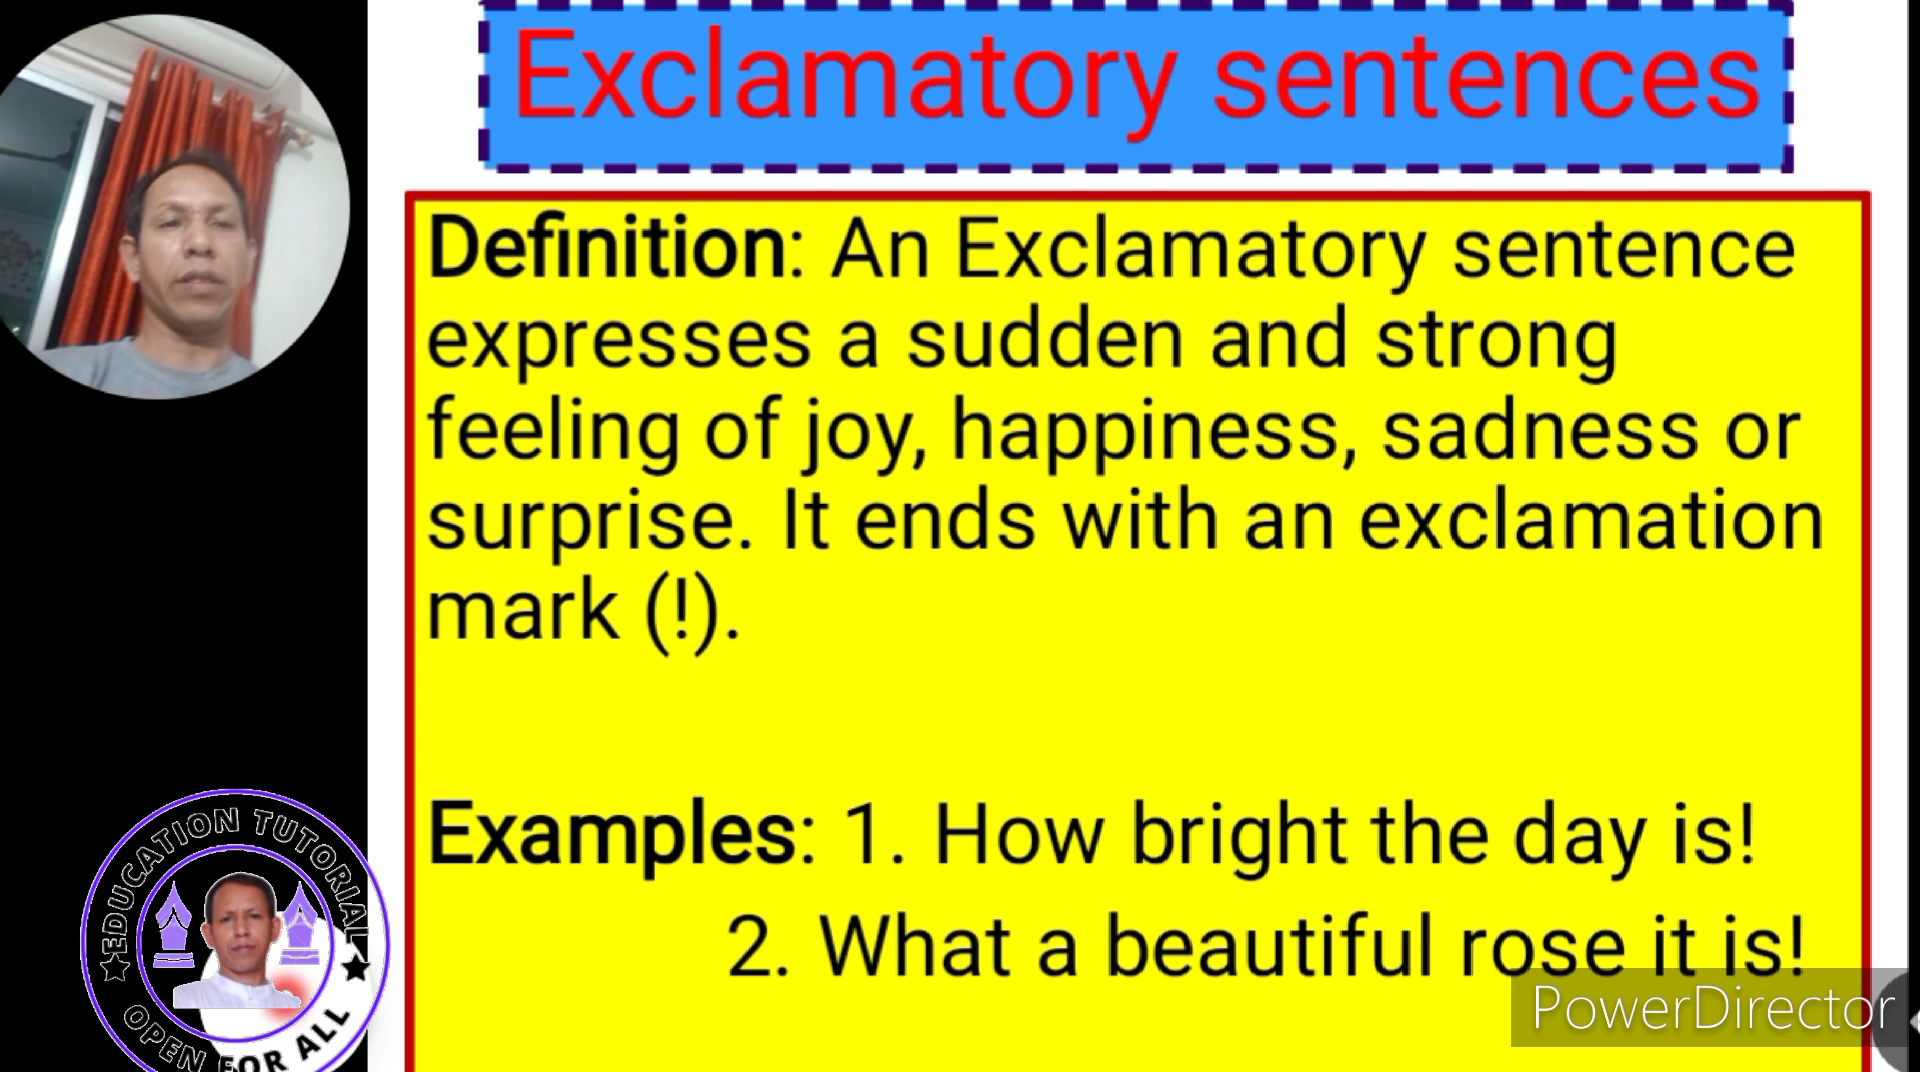 Exclamatory sentences
Definition: An Exclamatory sentence
expresses a sudden and strong
feeling of joy, happiness, sadness or
surprise. It ends with an exclamation
mark (!).
Examples: 1. How bright the day is!
2. What a beautiful rose it is!
PowerDirector
EDUCATION TUTORIAL
OPEN FOR ALL